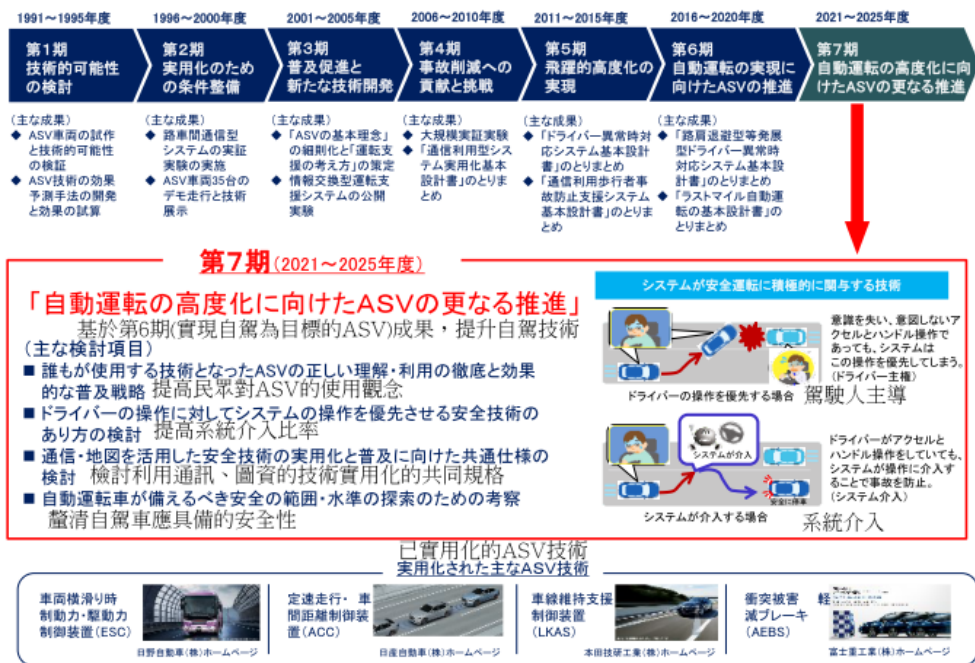 1991～1995年度
1996～2000年度
2001～2005年度
2006～2010年度
2011～2015年度
2016～2020年度
2021～2025年度
第1期
技術的可能性
の検討
第2期
実用化のため
の条件整備
第3期
普及促進と
新たな技術開発
第4期
事故削減への
貢献と挑戦
第5期
飛躍的高度化の
実現
第6期
自動運転の実現に
向けたASVの推進
第7期
自動運転の高度化に向
けたASVの更なる推進
(主な成果)
◆ ASV車両の試作
と技術的可能性
の検証
◆ ASV技術の効果
予測手法の開発
と効果の試算
(主な成果)
◆ 路車間通信型
システムの実証
実験の実施
◆ ASV車両35台の
デモ走行と技術
展示
(主な成果)
◆ 「ASVの基本理念」
の細則化と「運転支
援の考え方」の策定
◆ 情報交換型運転支
援システムの公開
実験
(主な成果)
◆ 大規模実証実験
◆ 「通信利用型シス
テム実用化基本
設計書」のとりま
とめ
(主な成果)
◆ 「ドライバー異常時対
応システム基本設計
書」のとりまとめ
◆ 「通信利用歩行者事
故防止支援システム
基本設計書」のとりま
とめ
(主な成果)
◆ 「路肩退避型等発展
型ドライバー異常時
対応システム基本設
計書」のとりまとめ
◆ 「ラストマイル自動運
転の基本設計書」の
とりまとめ
第7期(2021～2025年度)
「自動運転の高度化に向けたASVの更なる推進」
基於第6期(實現自駕為目標的ASV)成果，提升自駕技術
(主な検討項目)
■ 誰もが使用する技術となったASVの正しい理解・利用の徹底と効果
的な普及戦略 提高民眾對ASV的使用觀念
■ ドライバーの操作に対してシステムの操作を優先させる安全技術の
あり方の検討 提高系統介入比率
■ 通信・地図を活用した安全技術の実用化と普及に向けた共通仕様の
検討 檢討利用通訊、圖資的技術實用化的共同規格
■ 自動運転車が備えるべき安全の範囲・水準の探索のための考察
釐清自駕車應具備的安全性
システムが安全運転に積極的に関与する技術
意識を失い、意図しないア
クセルとハンドル操作で
あっても、システムは
この操作を優先してしまう。
(ドライバー主権)
ドライバーの操作を優先する場合 駕駛人主導
システムが介入
安全に停車
ドライバーがアクセルと
ハンドル操作をしていても、
システムが操作に介入す
ることで事故を防止。
(システム介入)
システムが介入する場合 系統介入
已實用化的ASV技術
実用化された主なASV技術
車両横滑り時
制動力・駆動力
制御装置(ESC)
日野自動車(株)ホームページ
定速走行・車
間距離制御装
置(ACC)
日産自動車(株)ホームページ
車線維持支援
制御装置
(LKAS)
本田技研工業(株)ホームページ
衝突被害 軽
減ブレーキ
(AEBS)
富士重工業(株)ホームページ